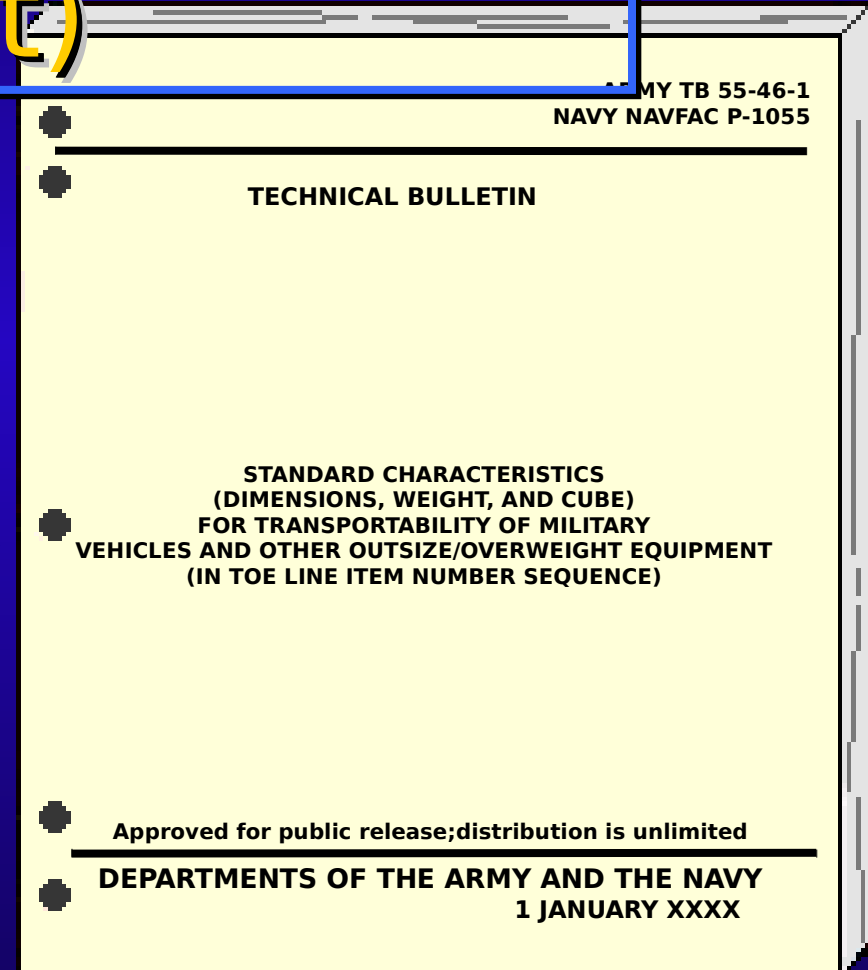 t)
ARMY TB 55-46-1
NAVY NAVFAC P-1055
TECHNICAL BULLETIN
STANDARD CHARACTERISTICS
(DIMENSIONS, WEIGHT, AND CUBE)
FOR TRANSPORTABILITY OF MILITARY
VEHICLES AND OTHER OUTSIZE/OVERWEIGHT EQUIPMENT
(IN TOE LINE ITEM NUMBER SEQUENCE)
Approved for public release;distribution is unlimited
DEPARTMENTS OF THE ARMY AND THE NAVY
1 JANUARY XXXX